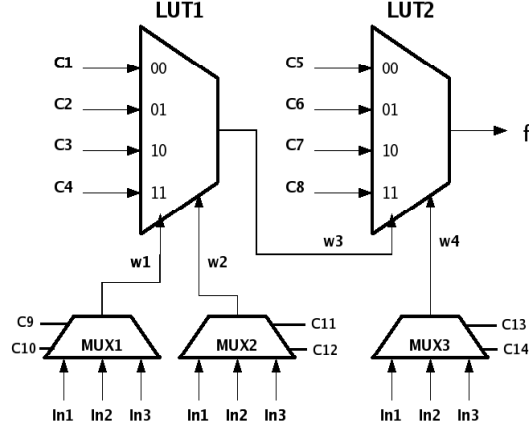 LUT1 LUT2
C1 00 C5 00
C2 01 C6 01 f
C3 10 C7 10
C4 11 C8 11
w3 w4
w1 w2
C9 C11 C13
C10 MUX1 MUX2 C12 MUX3 C14
In1 In2 In3 In1 In2 In3 In1 In2 In3